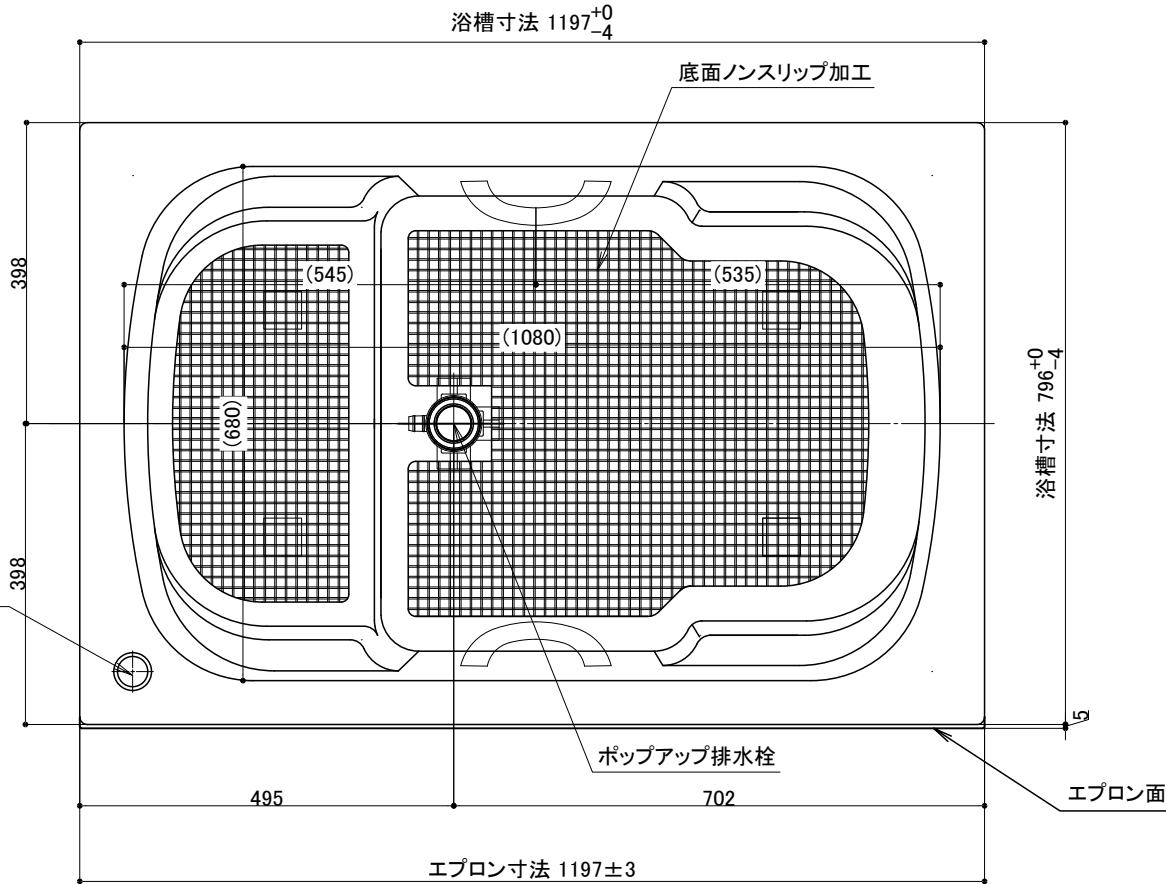 浴槽寸法 1197 +0 -4
底面ノンスリップ加工
398
(545)
(535)
(1080)
(680)
浴槽寸法 796 +0 -4
398
5
ポップアップ排水栓
495
702
エプロン面
エプロン寸法 1197±3